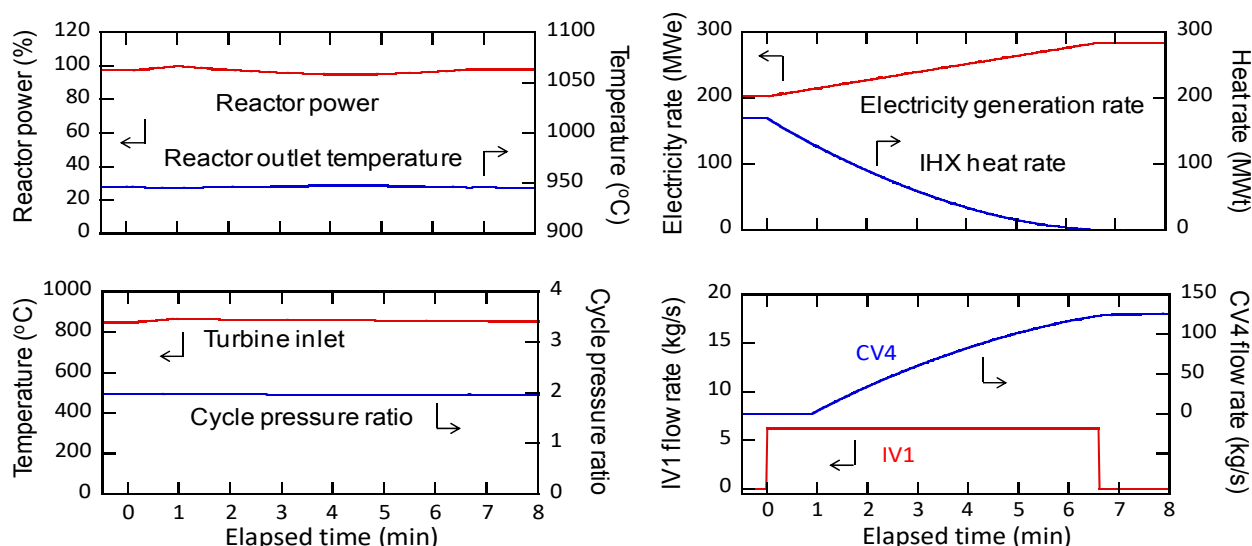 Reactor power (%)
120
100
80
60
40
20
0
Reactor power
Reactor outlet temperature
1100
1000
900
Temperature (ºC)
Electricity rate (MWe)
300
200
100
0
Electricity generation rate
IHX heat rate
300
200
100
0
Heat rate (MWt)
Temperature (ºC)
1000
800
600
400
200
0
Turbine inlet
Cycle pressure ratio
4
3
2
1
0
Cycle pressure ratio
0 1 2 3 4 5 6 7 8
Elapsed time (min)
IV1 flow rate (kg/s)
20
15
10
5
0
CV4
IV1
150
100
50
0
CV4 flow rate (kg/s)
0 1 2 3 4 5 6 7 8
Elapsed time (min)